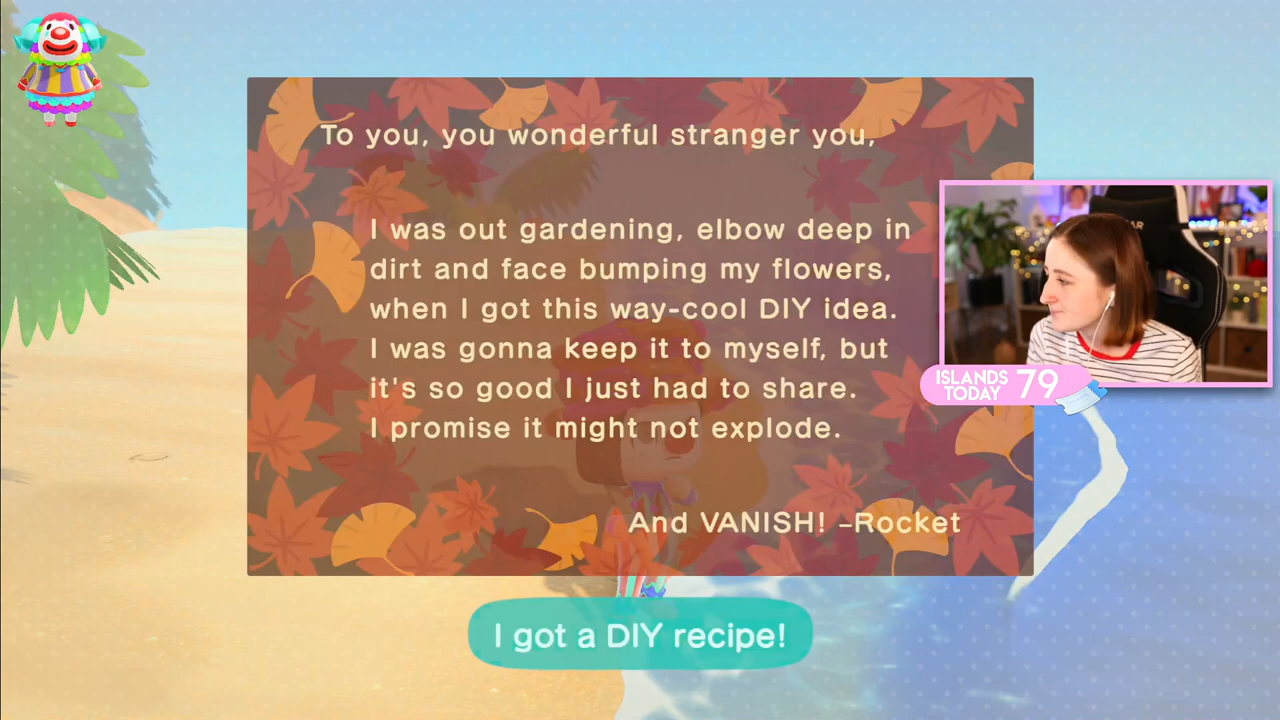 To you, you wonderful stranger you,
I was out gardening, elbow deep in
dirt and face bumping my flowers,
when I got this way-cool DIY idea.
I was gonna keep it to myself, but
it's so good I just had to share.
I promise it might not explode.
And VANISH! –Rocket
I got a DIY recipe!
ISLANDS
TODAY 79